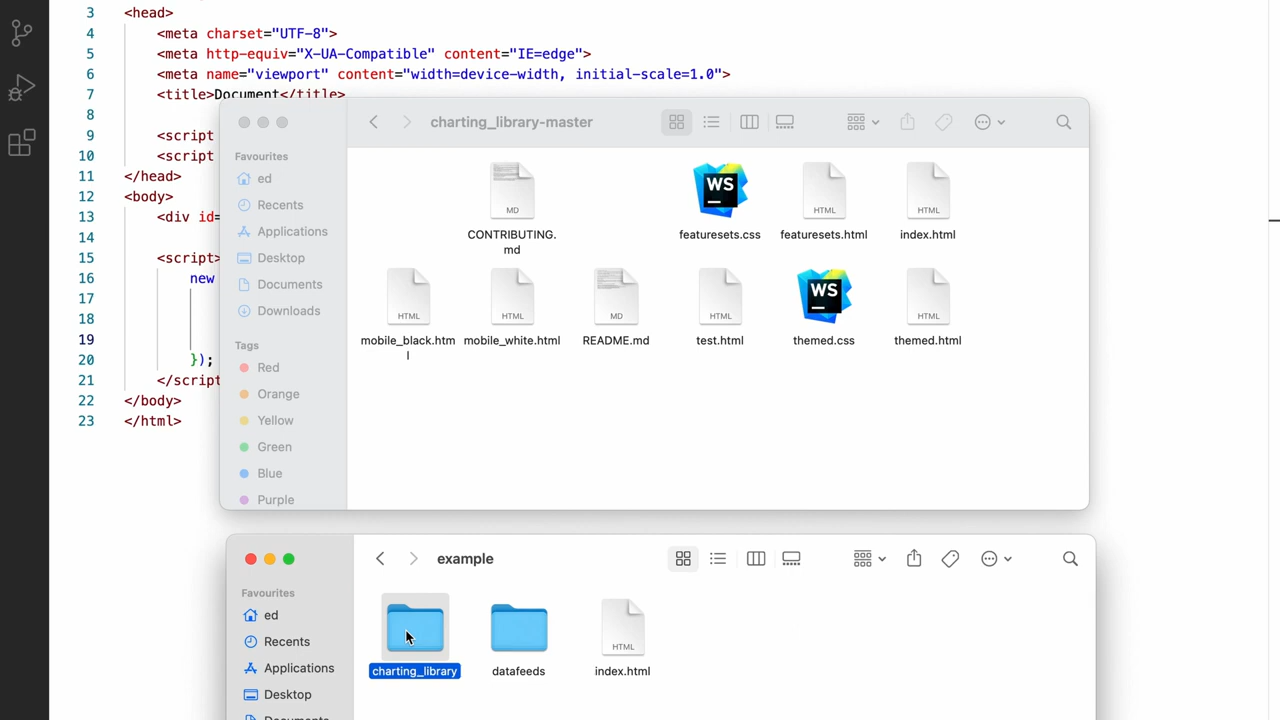 3 <head>
4 <meta charset="UTF-8">
5 <meta http-equiv="X-UA-Compatible" content="IE=edge">
6 <meta name="viewport" content="width=device-width, initial-scale=1.0">
7 <title>Document</title>
8
9 <script
10 <script
11 </head>
12 <body>
13 <div id=
14
15 <script>
16 new
17
18
19
20 });
21 </script
22 </body>
23 </html>
charting_library-master
Favourites
ed
Recents
Applications
Desktop
Documents
Downloads
Tags
Red
Orange
Yellow
Green
Blue
Purple
MD
WS
HTML
HTML
CONTRIBUTING.
md
featuresets.css
featuresets.html
index.html
HTML
HTML
MD
HTML
WS
HTML
mobile_black.htm
l
mobile_white.html
README.md
test.html
themed.css
themed.html
example
Favourites
ed
Recents
Applications
Desktop
HTML
charting_library
datafeeds
index.html